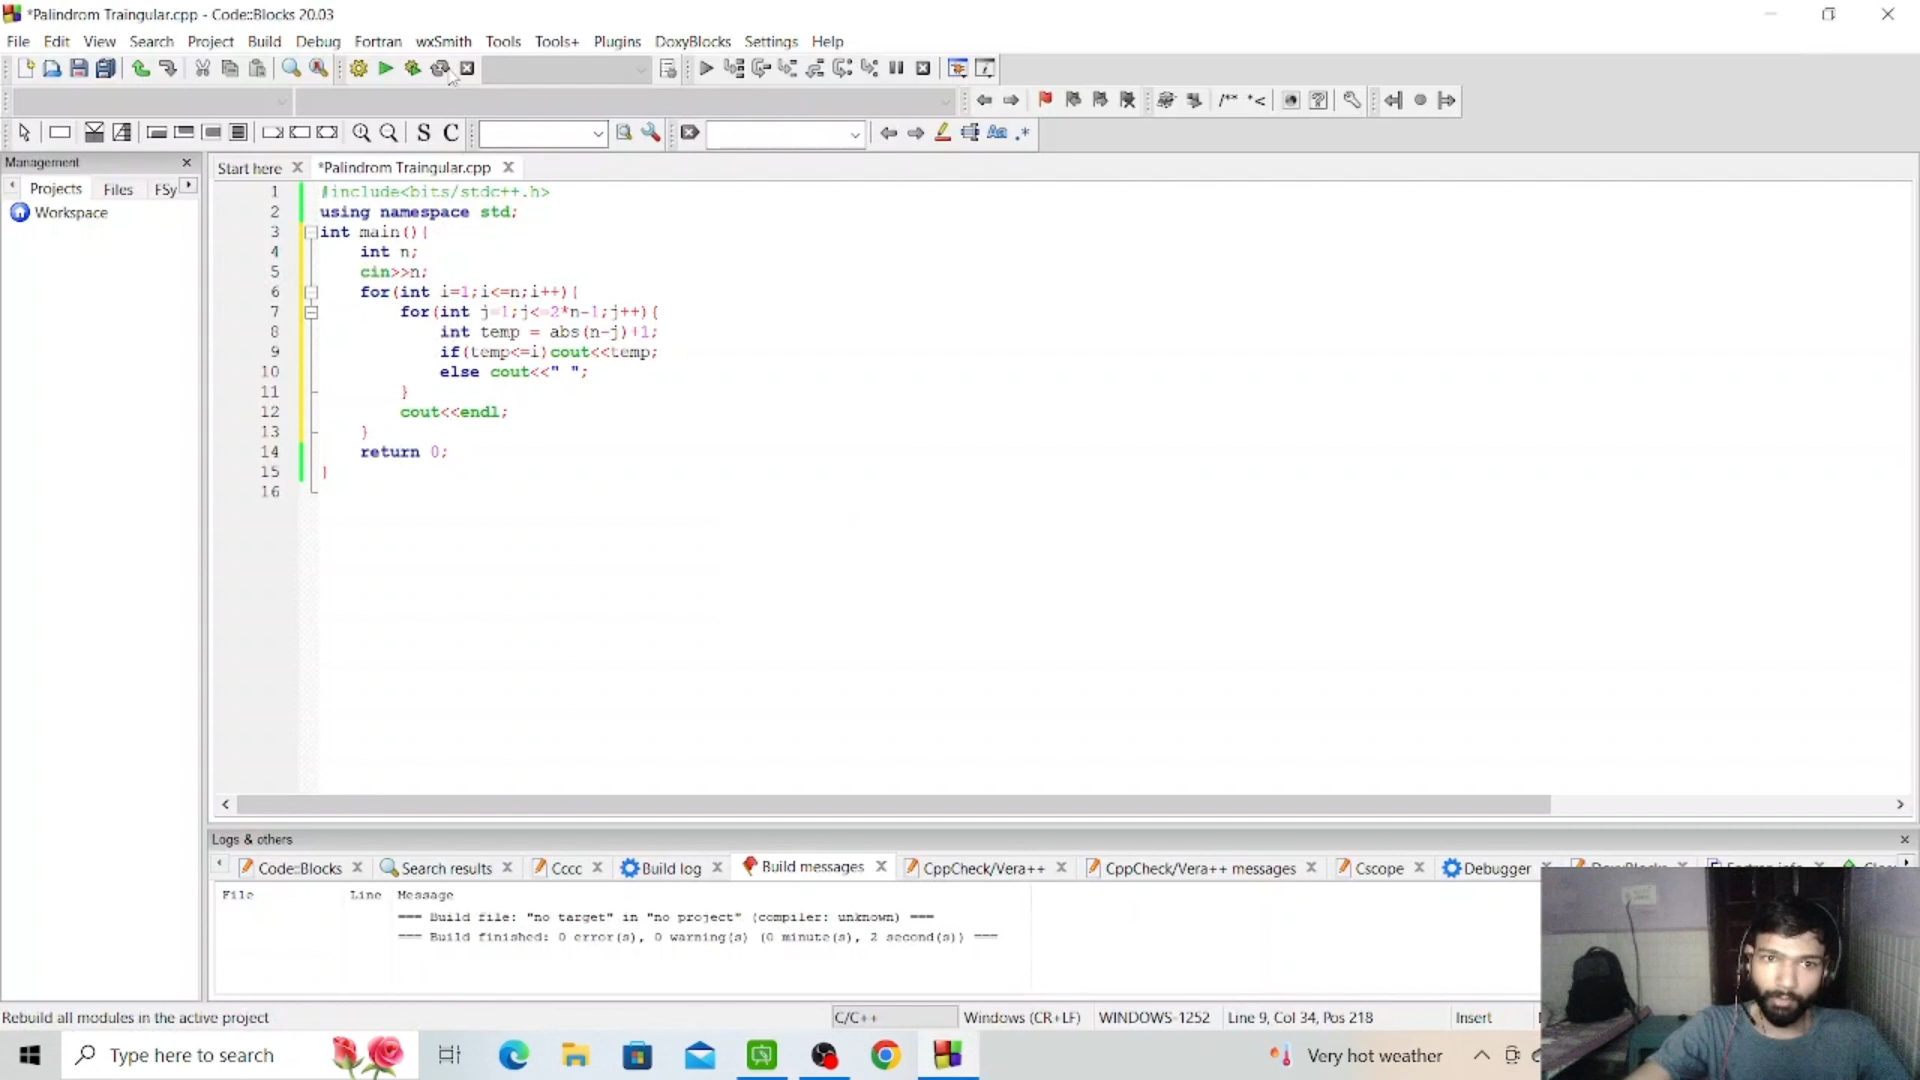 *Palindrom Traingular.cpp - Code::Blocks 20.03
File Edit View Search Project Build Debug Fortran wxSmith Tools Tools+ Plugins DoxyBlocks Settings Help
/** *<
S C
Aa .*
Management
Start here *Palindrom Traingular.cpp
Projects Files FSy
Workspace
1 #include<bits/stdc++.h>
2 using namespace std;
3 int main(){
4 int n;
5 cin>>n;
6 for(int i=1;i<=n;i++){
7 for(int j=1;j<=2*n-1;j++){
8 int temp = abs(n-j)+1;
9 if(temp<=i)cout<<temp;
10 else cout<<" ";
11 }
12 cout<<endl;
13 }
14 return 0;
15 }
16
Logs & others
Code::Blocks Search results Cccc Build log Build messages CppCheck/Vera++ CppCheck/Vera++ messages Cscope Debugger
File Line Message
=== Build file: "no target" in "no project" (compiler: unknown) ===
=== Build finished: 0 error(s), 0 warning(s) (0 minute(s), 2 second(s)) ===
Rebuild all modules in the active project C/C++ Windows (CR+LF) WINDOWS-1252 Line 9, Col 34, Pos 218 Insert
Type here to search Very hot weather